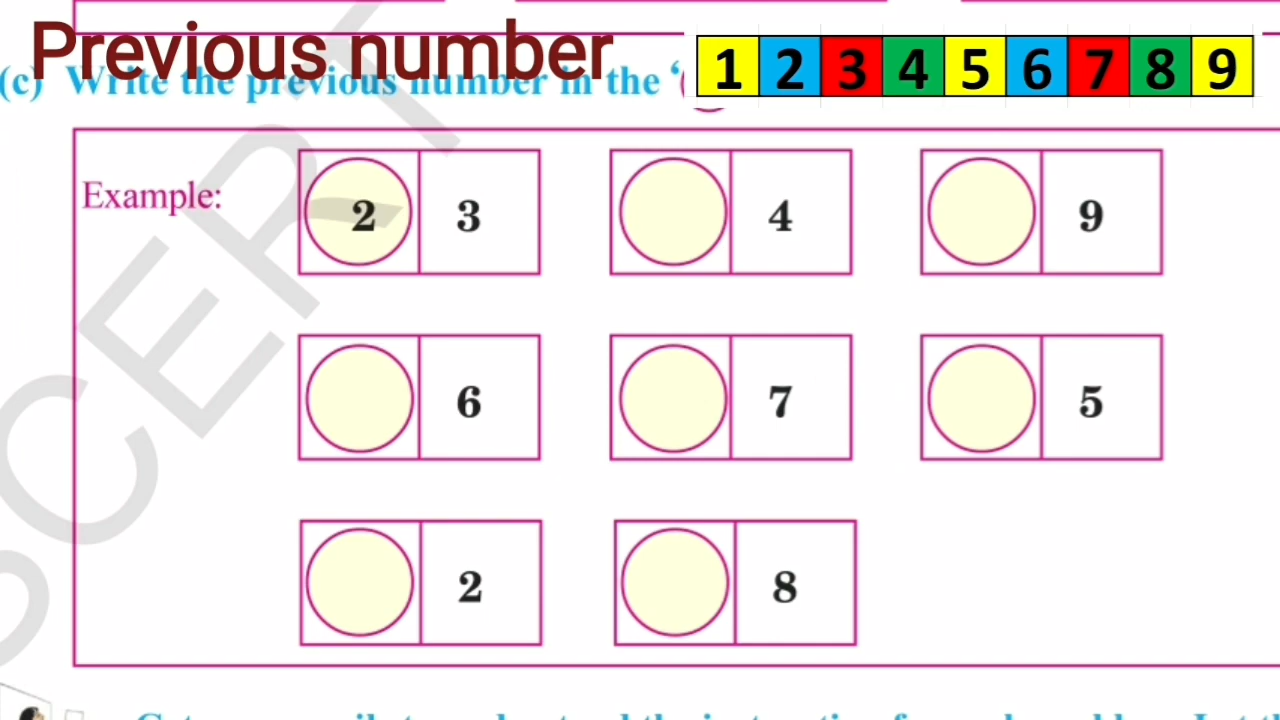 Previous number
1 2 3 4 5 6 7 8 9
(c) Write the previous number in the ‘
Example:
2 3
4
9
6
7
5
2
8
SCERT